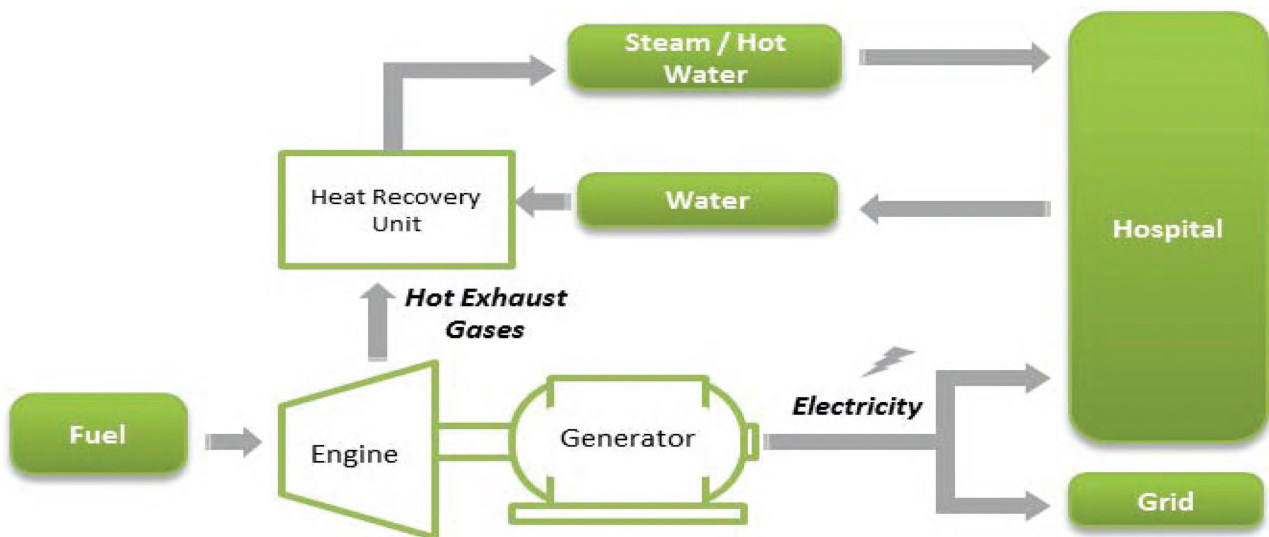 Steam / Hot
Water
Heat Recovery
Unit
Water
Hospital
Hot Exhaust
Gases
Fuel
Engine
Generator
Electricity
Grid